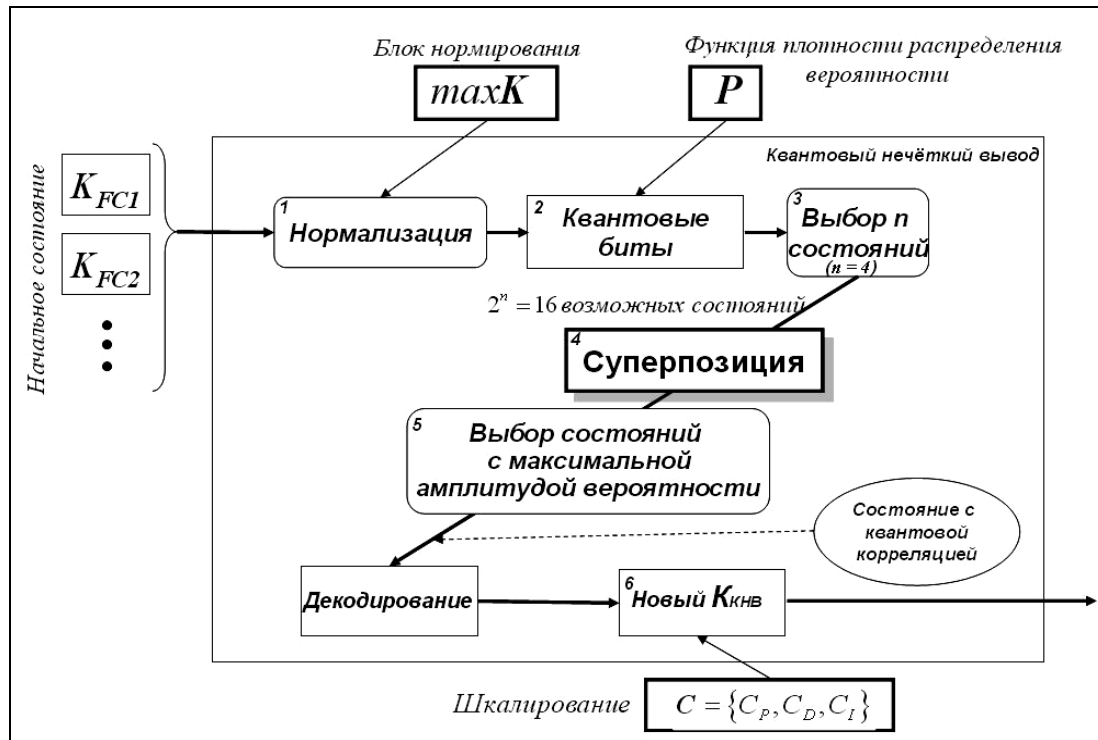 Блок нормирования
maxK
Функция плотности распределения
вероятности
P
Начальное состояние
K_FC1
K_FC2
Квантовый нечёткий вывод
1
Нормализация
2
Квантовые
биты
3
Выбор n
состояний
(n = 4)
2^n = 16 возможных состояний
4
Суперпозиция
5
Выбор состояний
с максимальной
амплитудой вероятности
Состояние с
квантовой
корреляцией
Декодирование
6
Новый K_КНВ
Шкалирование
C = {C_P, C_D, C_I}